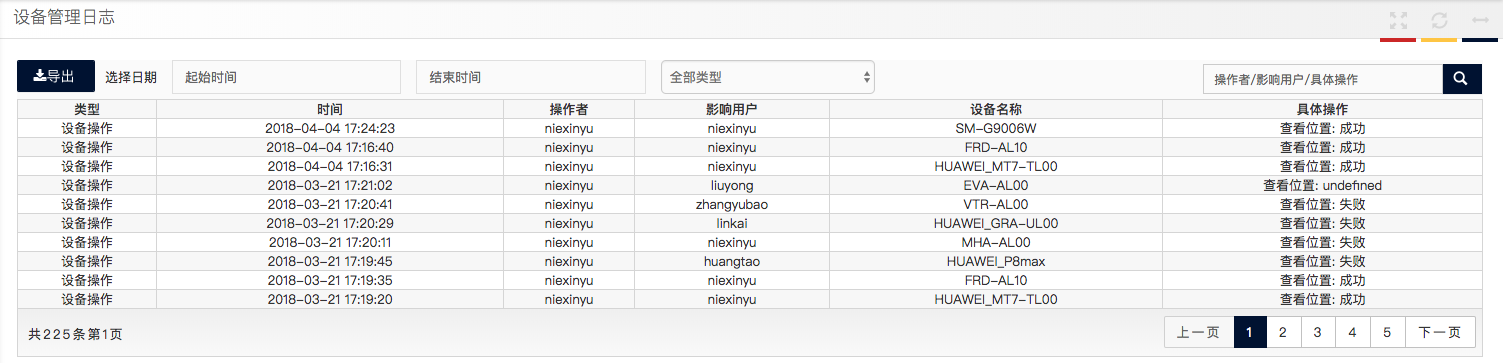 设备管理日志
导出 选择日期 起始时间 结束时间 全部类型 操作者/影响用户/具体操作
类型 时间 操作者 影响用户 设备名称 具体操作
设备操作 2018-04-04 17:24:23 niexinyu niexinyu SM-G9006W 查看位置: 成功
设备操作 2018-04-04 17:16:40 niexinyu niexinyu FRD-AL10 查看位置: 成功
设备操作 2018-04-04 17:16:31 niexinyu niexinyu HUAWEI_MT7-TL00 查看位置: 成功
设备操作 2018-03-21 17:21:02 niexinyu liuyong EVA-AL00 查看位置: undefined
设备操作 2018-03-21 17:20:41 niexinyu zhangyubao VTR-AL00 查看位置: 失败
设备操作 2018-03-21 17:20:29 niexinyu linkai HUAWEI_GRA-UL00 查看位置: 失败
设备操作 2018-03-21 17:20:11 niexinyu niexinyu MHA-AL00 查看位置: 失败
设备操作 2018-03-21 17:19:45 niexinyu huangtao HUAWEI_P8max 查看位置: 失败
设备操作 2018-03-21 17:19:35 niexinyu niexinyu FRD-AL10 查看位置: 成功
设备操作 2018-03-21 17:19:20 niexinyu niexinyu HUAWEI_MT7-TL00 查看位置: 成功
共225条第1页 上一页 1 2 3 4 5 下一页